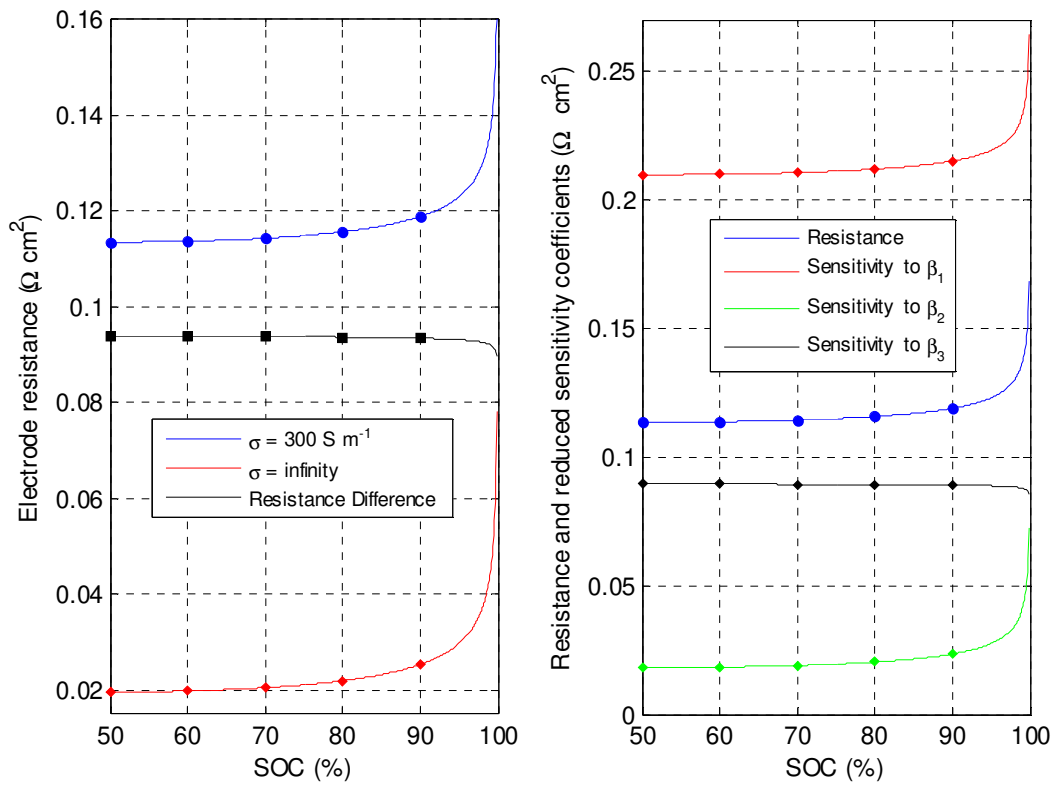 Electrode resistance (Ω cm²)
0.16
0.14
0.12
0.1
0.08
0.06
0.04
0.02
σ = 300 S m⁻¹
σ = infinity
Resistance Difference
50 60 70 80 90 100
SOC (%)
Resistance and reduced sensitivity coefficients (Ω cm²)
0.25
0.2
0.15
0.1
0.05
0
Resistance
Sensitivity to β₁
Sensitivity to β₂
Sensitivity to β₃
50 60 70 80 90 100
SOC (%)